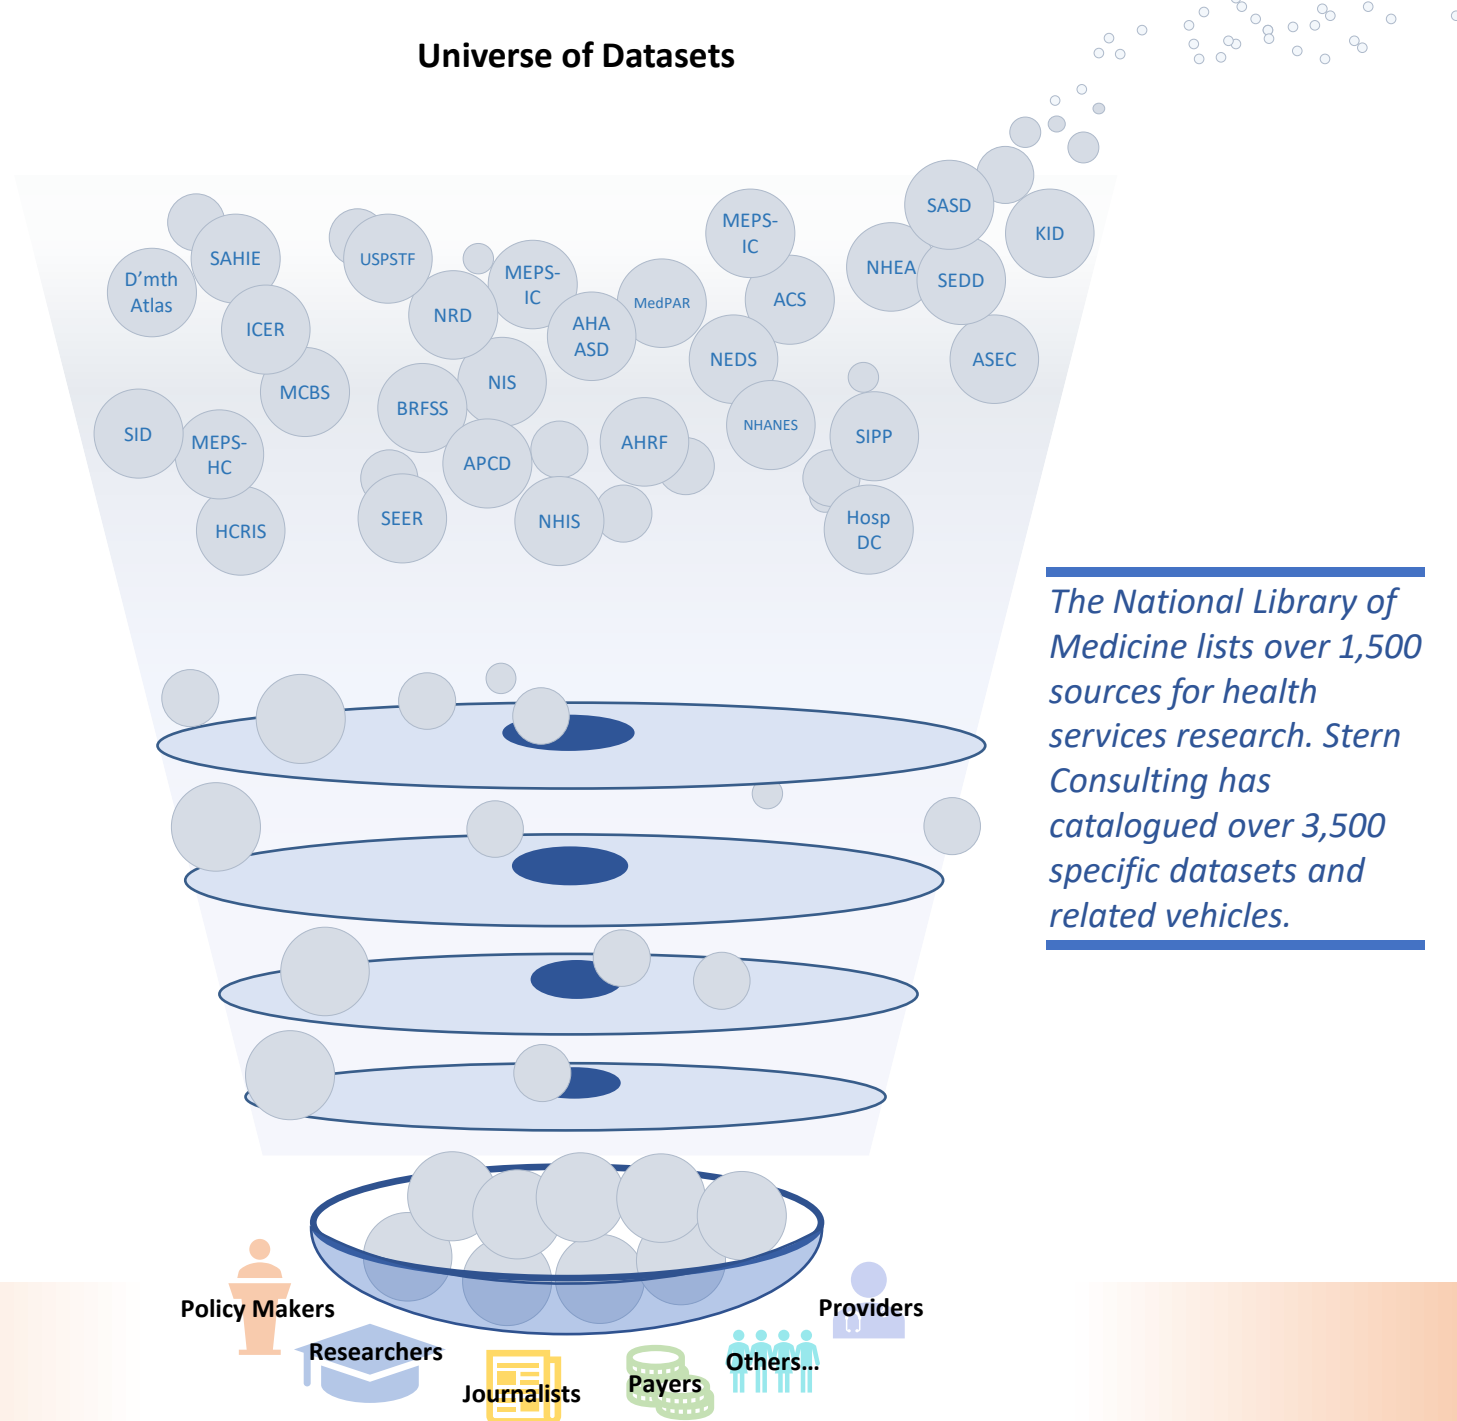 Universe of Datasets
SASD
KID
MEPS-
IC
SAHIE
USPSTF
NHEA
SEDD
D'mth
Atlas
MEPS-
IC
MedPAR
ACS
NRD
ICER
AHA
ASD
NEDS
ASEC
MCBS
NIS
BRFSS
NHANES
SID
MEPS-
HC
AHRF
SIPP
APCD
HCRIS
SEER
NHIS
Hosp
DC
The National Library of
Medicine lists over 1,500
sources for health
services research. Stern
Consulting has
catalogued over 3,500
specific datasets and
related vehicles.
Policy Makers
Providers
Researchers
Others...
Journalists
Payers